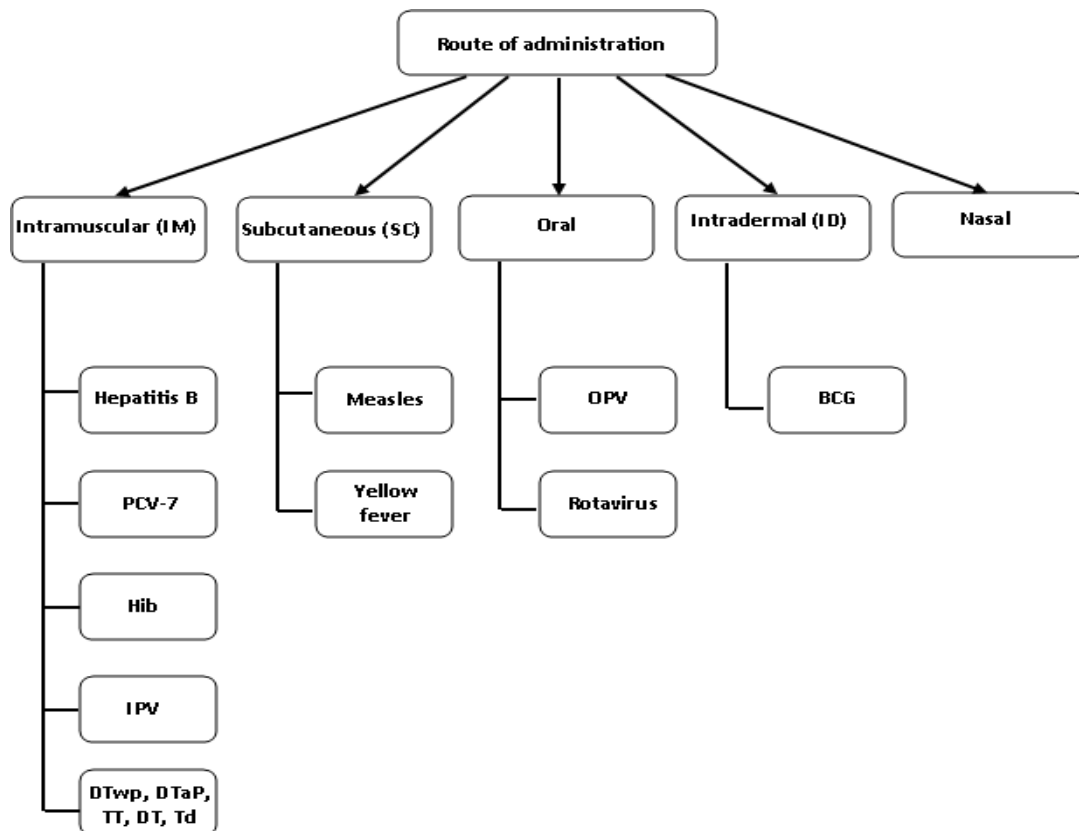 Route of administration
Intramuscular (IM)
Subcutaneous (SC)
Oral
Intradermal (ID)
Nasal
Hepatitis B
Measles
OPV
BCG
PCV-7
Yellow
fever
Rotavirus
Hib
IPV
DTwp, DTaP,
TT, DT, Td